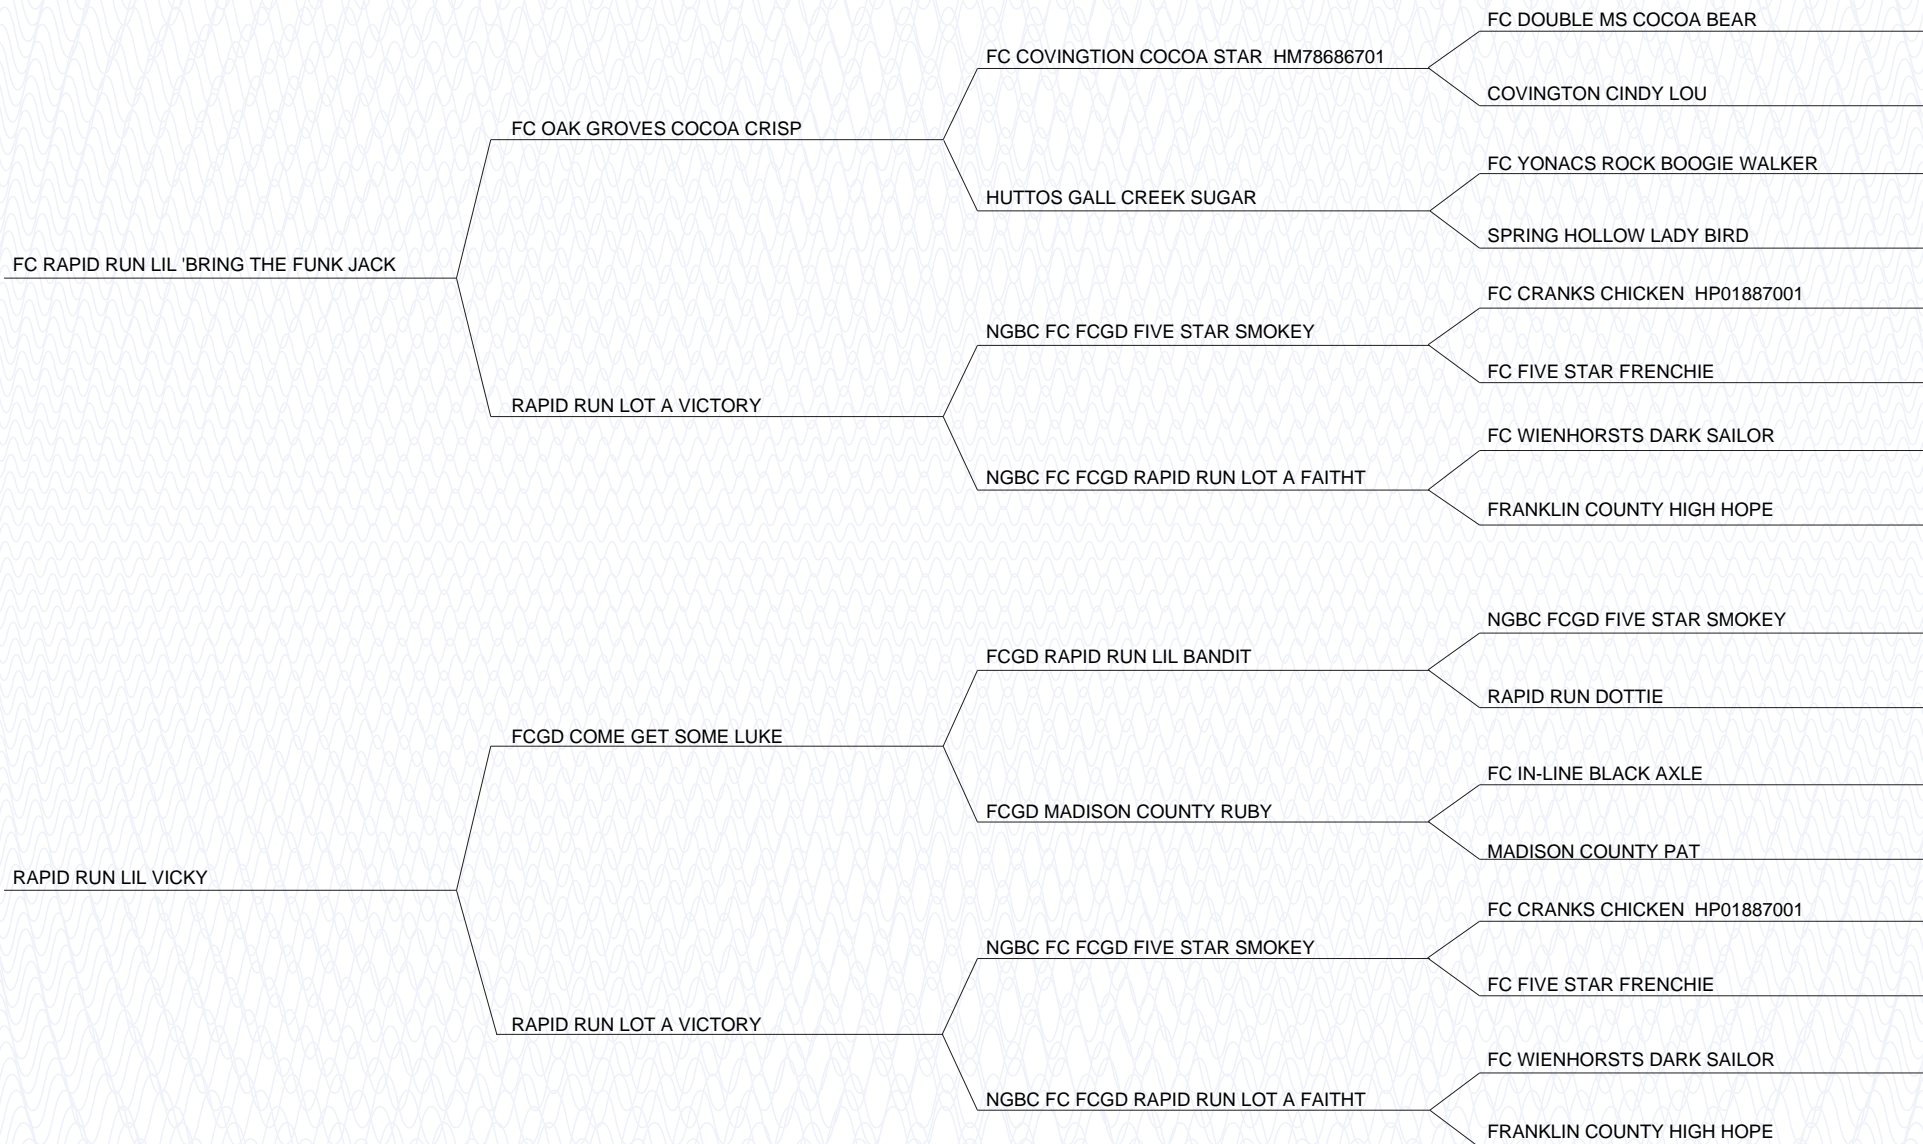 FC DOUBLE MS COCOA BEAR
FC COVINGTION COCOA STAR  HM78686701
COVINGTON CINDY LOU
FC OAK GROVES COCOA CRISP
FC YONACS ROCK BOOGIE WALKER
HUTTOS GALL CREEK SUGAR
SPRING HOLLOW LADY BIRD
FC RAPID RUN LIL 'BRING THE FUNK JACK
FC CRANKS CHICKEN  HP01887001
NGBC FC FCGD FIVE STAR SMOKEY
FC FIVE STAR FRENCHIE
RAPID RUN LOT A VICTORY
FC WIENHORSTS DARK SAILOR
NGBC FC FCGD RAPID RUN LOT A FAITHT
FRANKLIN COUNTY HIGH HOPE
NGBC FCGD FIVE STAR SMOKEY
FCGD RAPID RUN LIL BANDIT
RAPID RUN DOTTIE
FCGD COME GET SOME LUKE
FC IN-LINE BLACK AXLE
FCGD MADISON COUNTY RUBY
MADISON COUNTY PAT
RAPID RUN LIL VICKY
FC CRANKS CHICKEN  HP01887001
NGBC FC FCGD FIVE STAR SMOKEY
FC FIVE STAR FRENCHIE
RAPID RUN LOT A VICTORY
FC WIENHORSTS DARK SAILOR
NGBC FC FCGD RAPID RUN LOT A FAITHT
FRANKLIN COUNTY HIGH HOPE